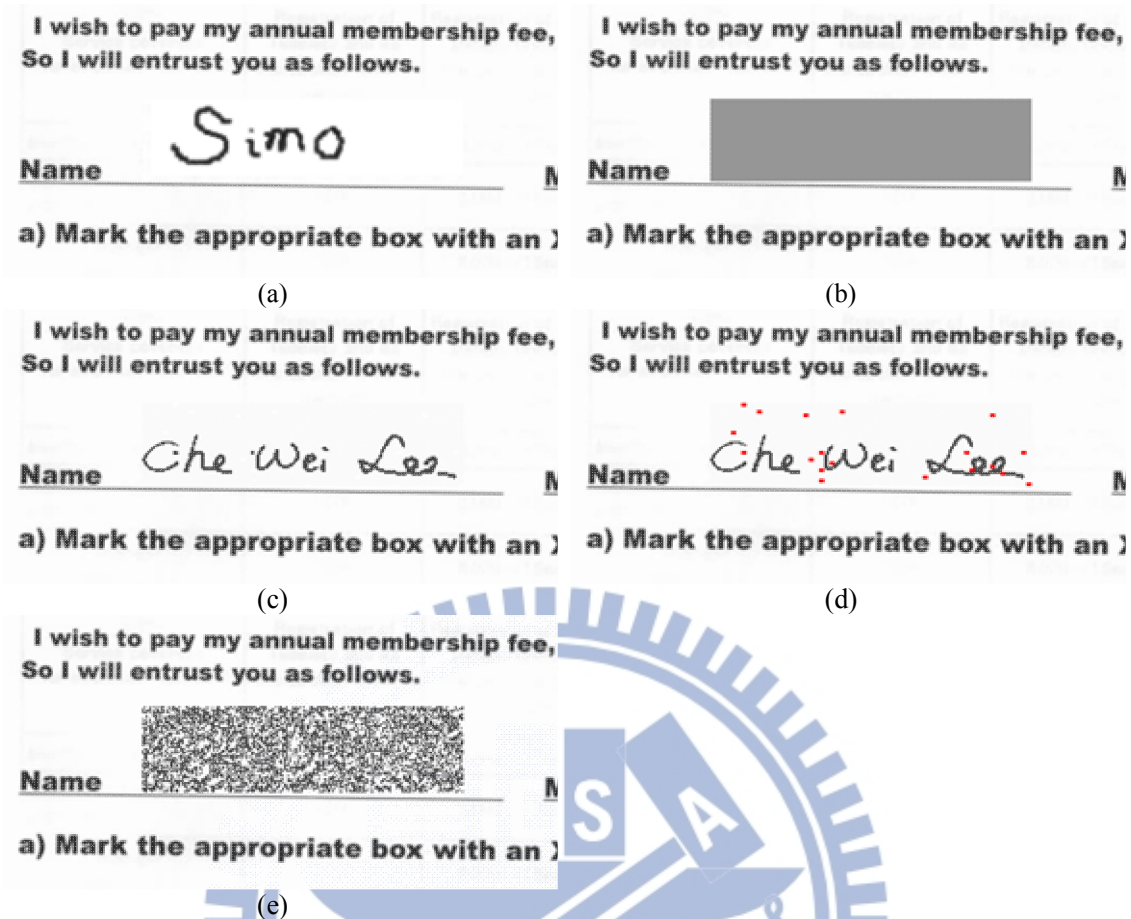 I wish to pay my annual membership fee,
So I will entrust you as follows.
Simo
Name
M
a) Mark the appropriate box with an X
(a)
I wish to pay my annual membership fee,
So I will entrust you as follows.
Name
M
a) Mark the appropriate box with an X
(b)
I wish to pay my annual membership fee,
So I will entrust you as follows.
Che Wei Lee
Name
M
a) Mark the appropriate box with an X
(c)
I wish to pay my annual membership fee,
So I will entrust you as follows.
Che Wei Lee
Name
M
a) Mark the appropriate box with an X
(d)
I wish to pay my annual membership fee,
So I will entrust you as follows.
Name
M
a) Mark the appropriate box with an X
(e)
S A